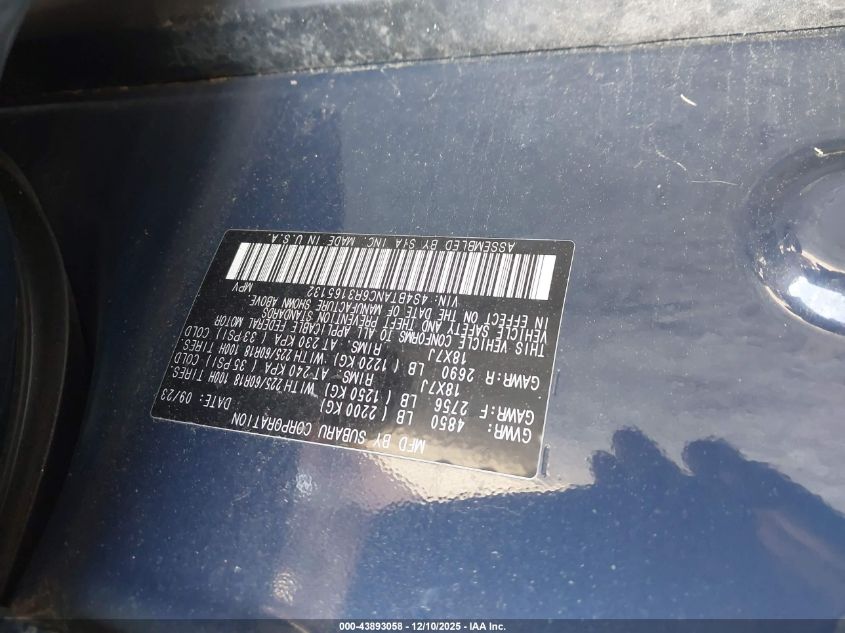 MFD BY SUBARU CORPORATION DATE: 09/23
GVWR: 4850 LB ( 2200 KG)
GAWR:F 2756 LB ( 1250 KG) WITH 225/60R18 100H TIRES.
18X7J RIMS AT 240 KPA ( 35 PSI) COLD
GAWR:R 2690 LB ( 1220 KG) WITH 225/60R18 100H TIRES.
18X7J RIMS AT 230 KPA ( 33 PSI) COLD
THIS VEHICLE CONFORMS TO ALL APPLICABLE FEDERAL MOTOR
VEHICLE SAFETY AND THEFT PREVENTION STANDARDS
IN EFFECT ON THE DATE OF MANUFACTURE SHOWN ABOVE.
VIN: 4S4BTANC6R3165132 MPV
ASSEMBLED BY SIA INC. MADE IN U.S.A.
000-43893058 - 12/10/2025 - IAA Inc.